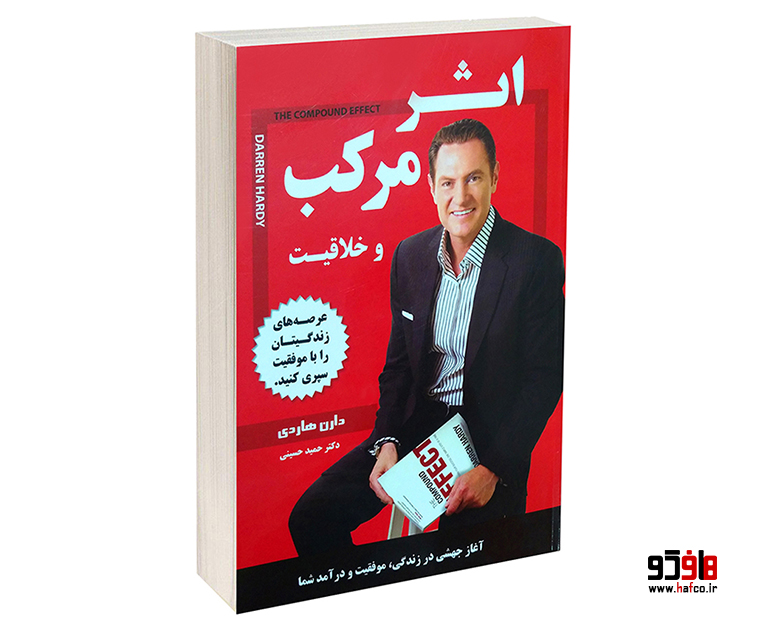 اثر
THE COMPOUND EFFECT
مرکب
DARREN HARDY
و خلاقیت
عرصه‌های
زندگیتان
را با موفقیت
سپری کنید.
دارن هاردی
دکتر حمید حسینی
DARREN HARDY
THE
COMPOUND
EFFECT
آغاز جهشی در زندگی، موفقیت و درآمد شما
هافکو
www.hafco.ir